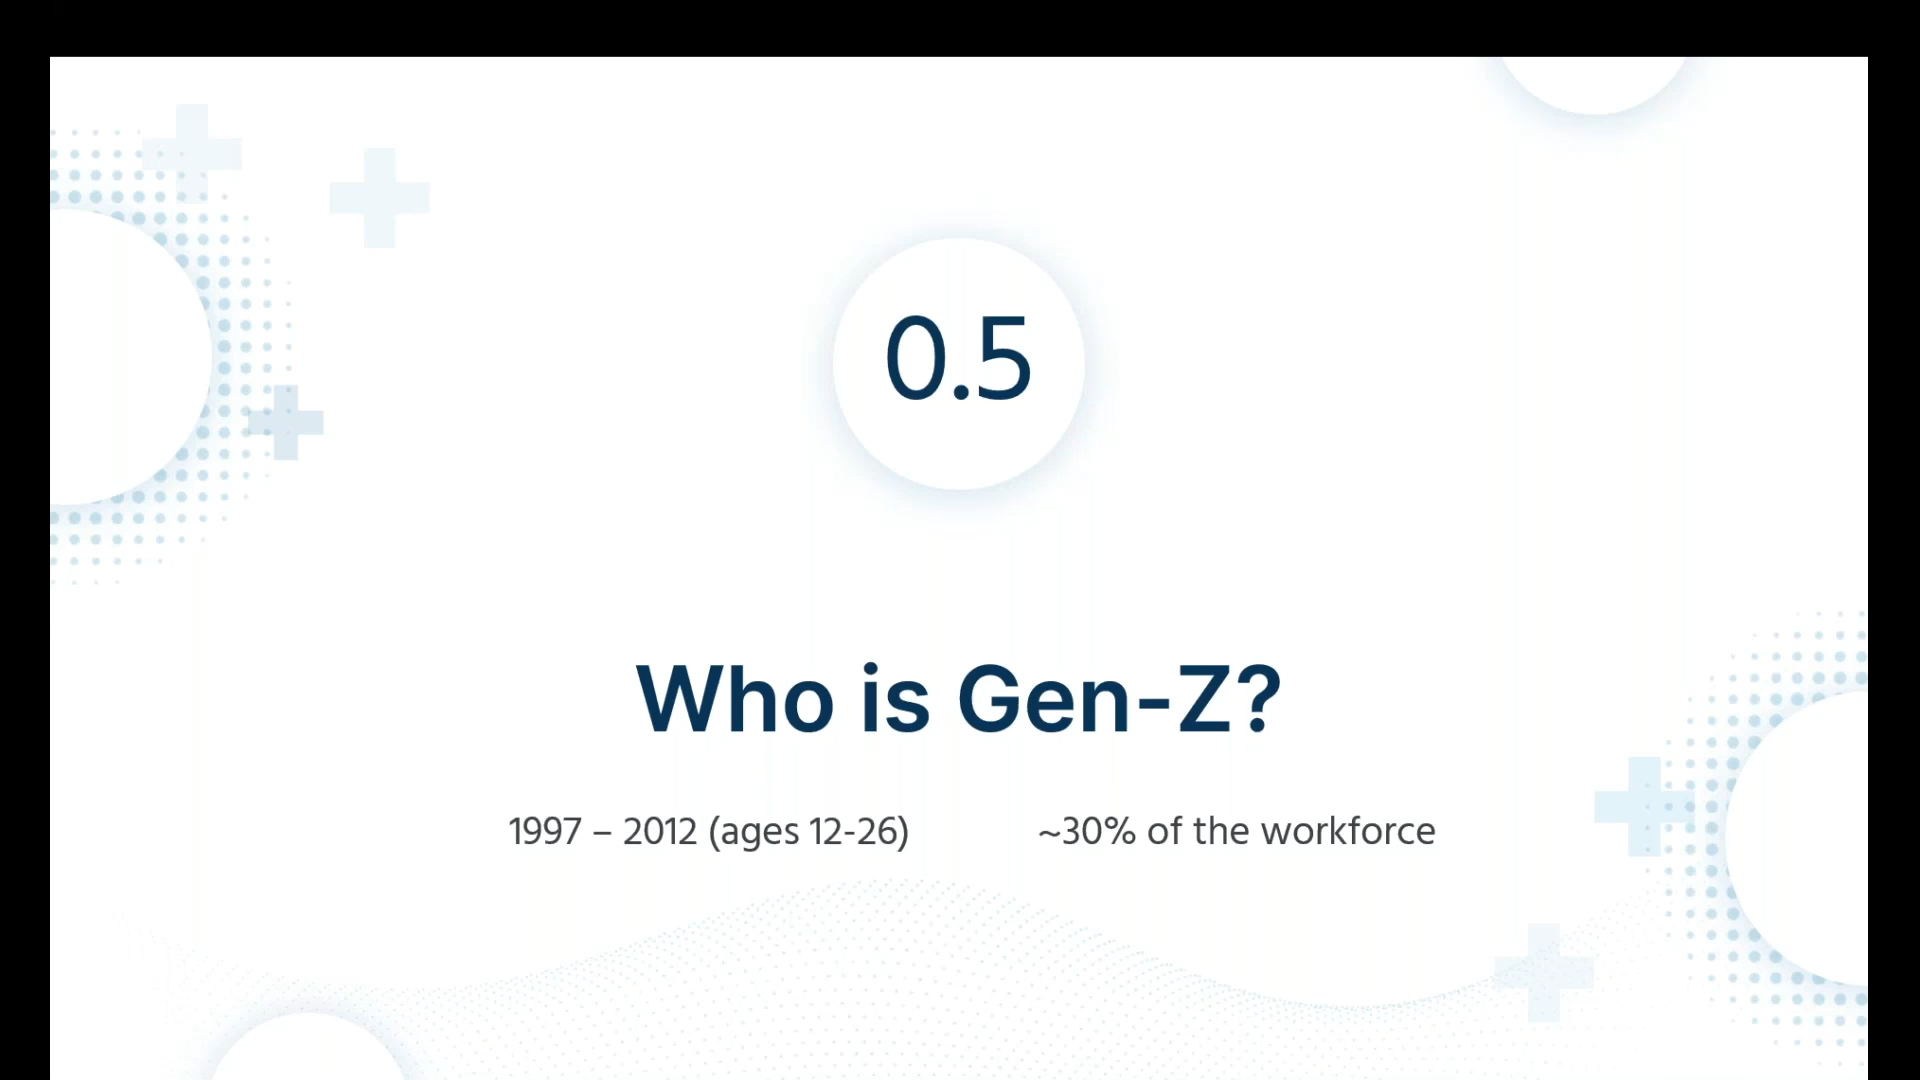 0.5
Who is Gen-Z?
1997 – 2012 (ages 12-26)
~30% of the workforce